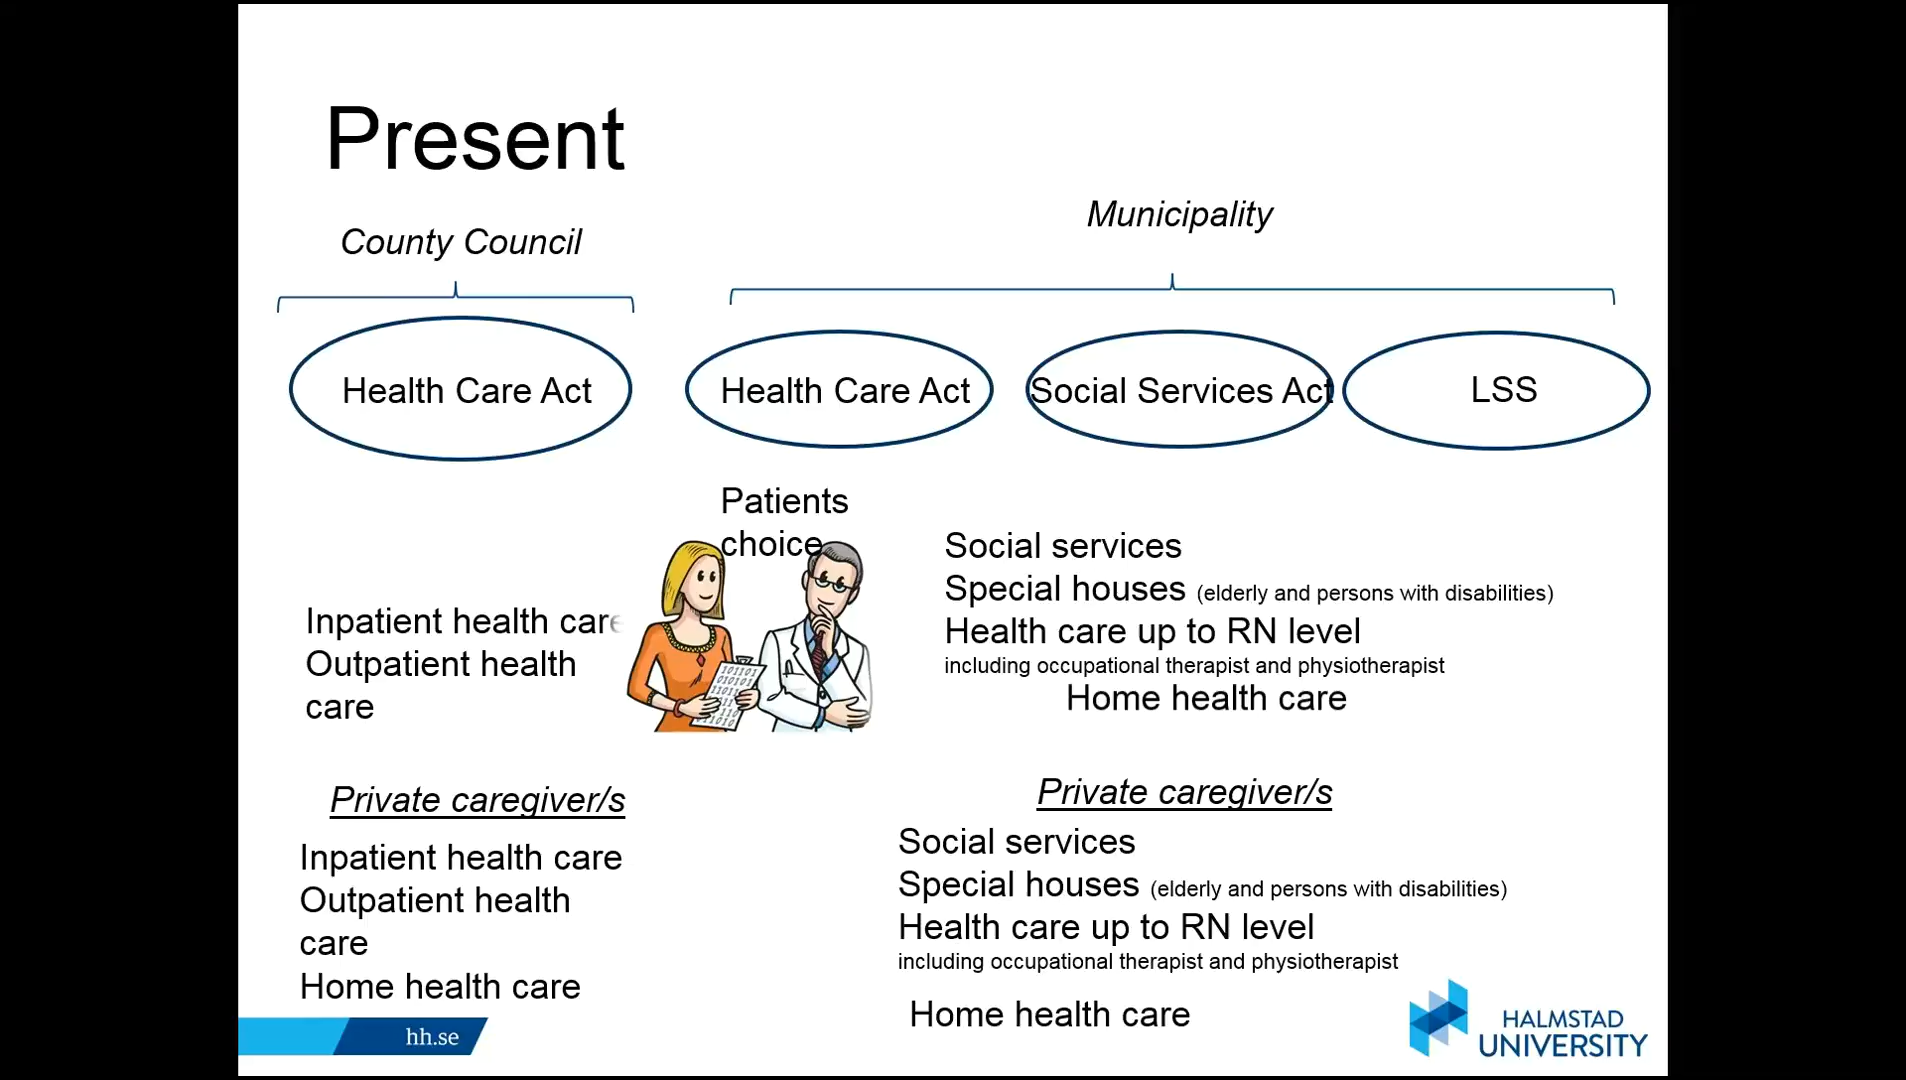 Present
County Council
Municipality
Health Care Act
Health Care Act
Social Services Act
LSS
Patients
choice
Inpatient health care
Outpatient health
care
Social services
Special houses (elderly and persons with disabilities)
Health care up to RN level
including occupational therapist and physiotherapist
Home health care
Private caregiver/s
Inpatient health care
Outpatient health
care
Home health care
Private caregiver/s
Social services
Special houses (elderly and persons with disabilities)
Health care up to RN level
including occupational therapist and physiotherapist
Home health care
hh.se
HALMSTAD
UNIVERSITY